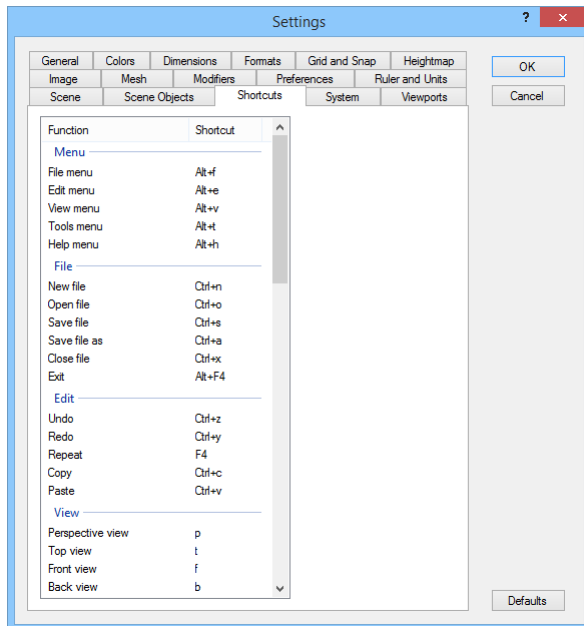 Settings
? ×
General Colors Dimensions Formats Grid and Snap Heightmap
OK
Image Mesh Modifiers Preferences Ruler and Units
Scene Scene Objects Shortcuts System Viewports
Cancel
Function Shortcut
Menu
File menu Alt+f
Edit menu Alt+e
View menu Alt+v
Tools menu Alt+t
Help menu Alt+h
File
New file Ctrl+n
Open file Ctrl+o
Save file Ctrl+s
Save file as Ctrl+a
Close file Ctrl+x
Exit Alt+F4
Edit
Undo Ctrl+z
Redo Ctrl+y
Repeat F4
Copy Ctrl+c
Paste Ctrl+v
View
Perspective view p
Top view t
Front view f
Back view b
Defaults